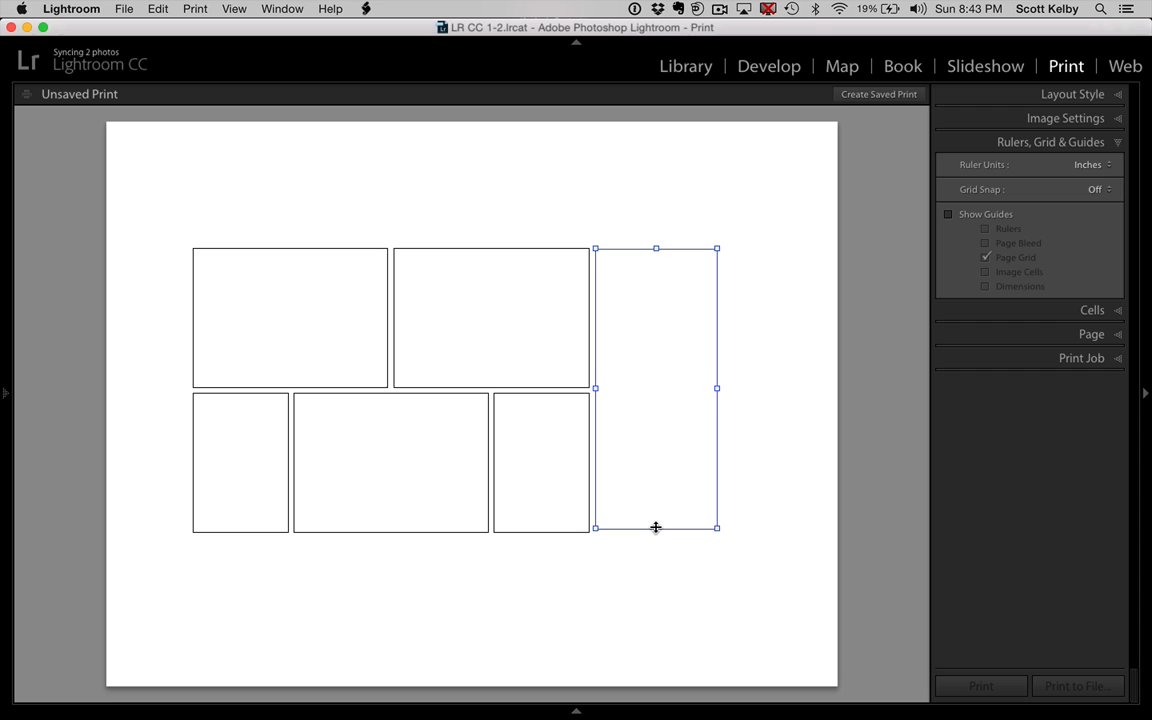 Lightroom File Edit Print View Window Help 19% Sun 8:43 PM Scott Kelby
LR CC 1-2.lrcat - Adobe Photoshop Lightroom - Print
Lr Syncing 2 photos
Lightroom CC
Library | Develop | Map | Book | Slideshow | Print | Web
Unsaved Print
Create Saved Print
Layout Style
Image Settings
Rulers, Grid & Guides
Ruler Units : Inches
Grid Snap : Off
Show Guides
Rulers
Page Bleed
Page Grid
Image Cells
Dimensions
Cells
Page
Print Job
Print
Print to File...